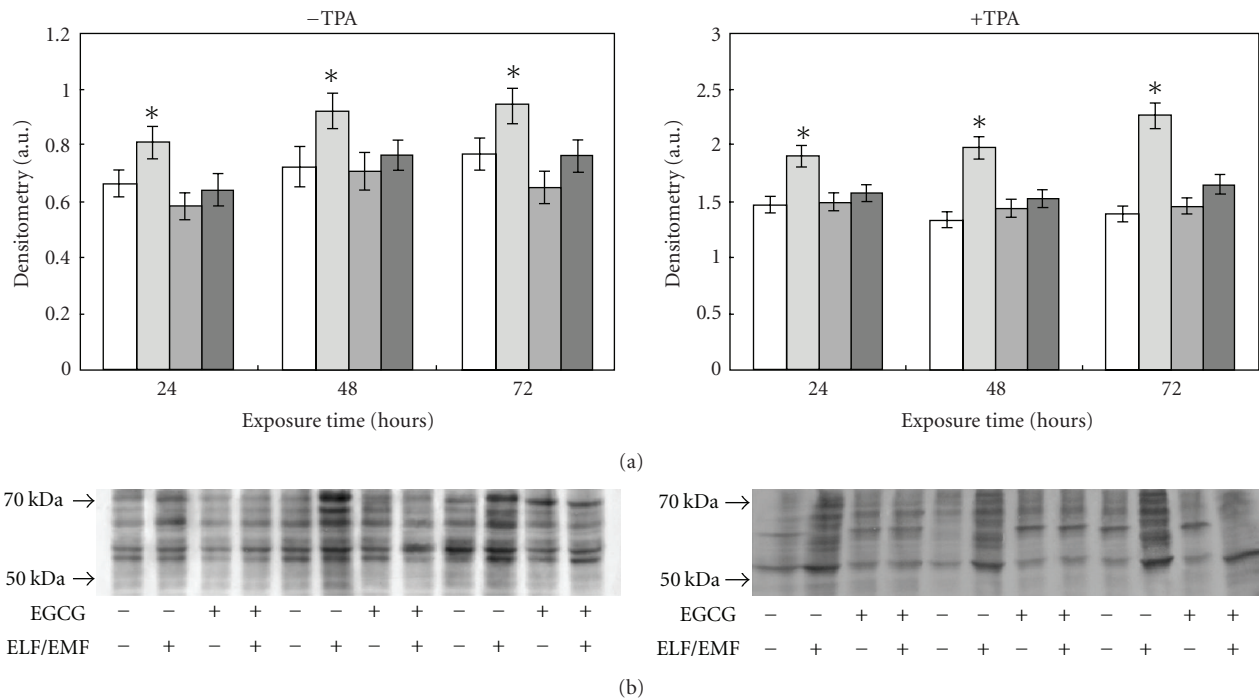 −TPA
1.2
1
0.8
0.6
0.4
0.2
0
Densitometry (a.u.)
*
*
*
24 48 72
Exposure time (hours)
+TPA
3
2.5
2
1.5
1
0.5
0
Densitometry (a.u.)
*
*
*
24 48 72
Exposure time (hours)
(a)
70 kDa →
50 kDa →
EGCG − − + + − − + + − − + +
ELF/EMF − + − + − + − + − + − +
70 kDa →
50 kDa →
EGCG − − + + − − + + − − + +
ELF/EMF − + − + − + − + − + − +
(b)